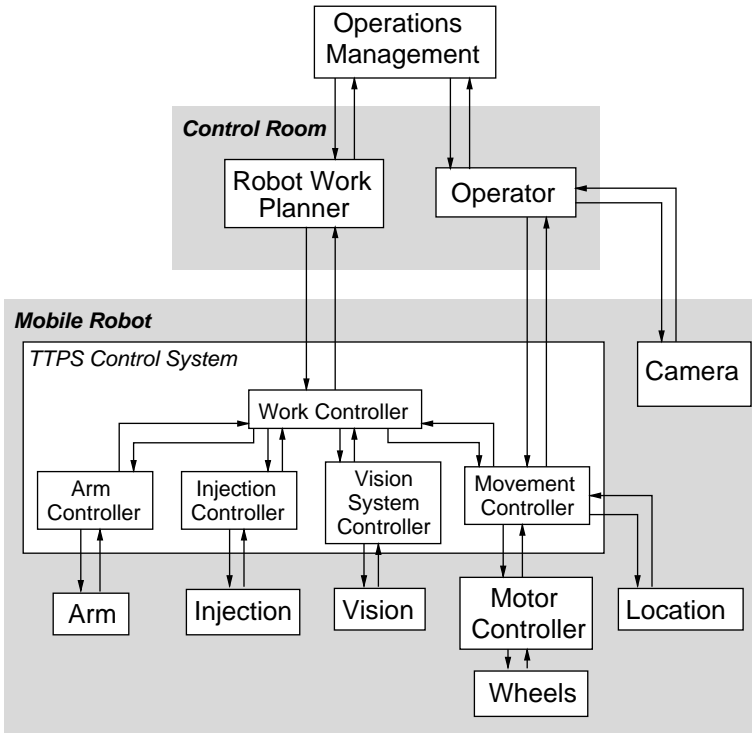 Operations
Management
Control Room
Robot Work
Planner
Operator
Mobile Robot
TTPS Control System
Camera
Work Controller
Arm
Controller
Injection
Controller
Vision
System
Controller
Movement
Controller
Arm
Injection
Vision
Motor
Controller
Location
Wheels